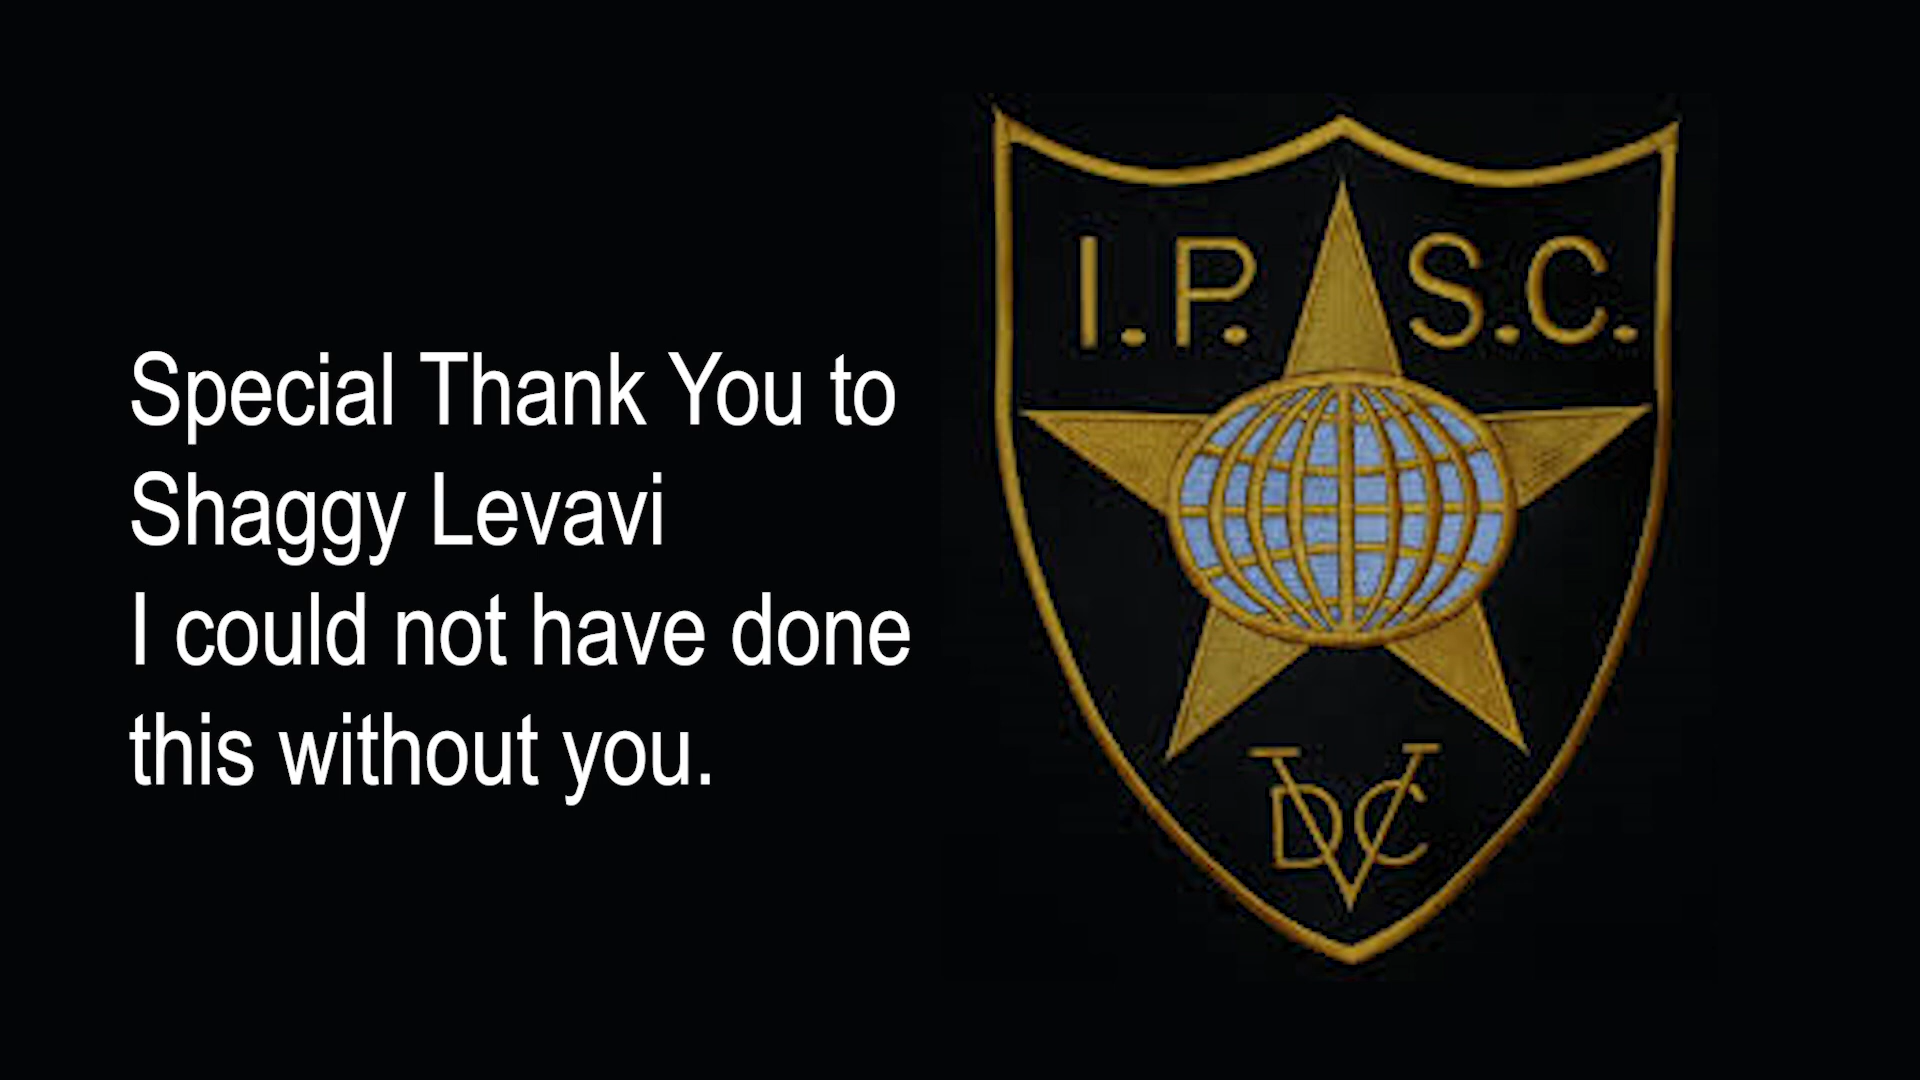 Special Thank You to
Shaggy Levavi
I could not have done
this without you.
I.P.S.C.
DVC